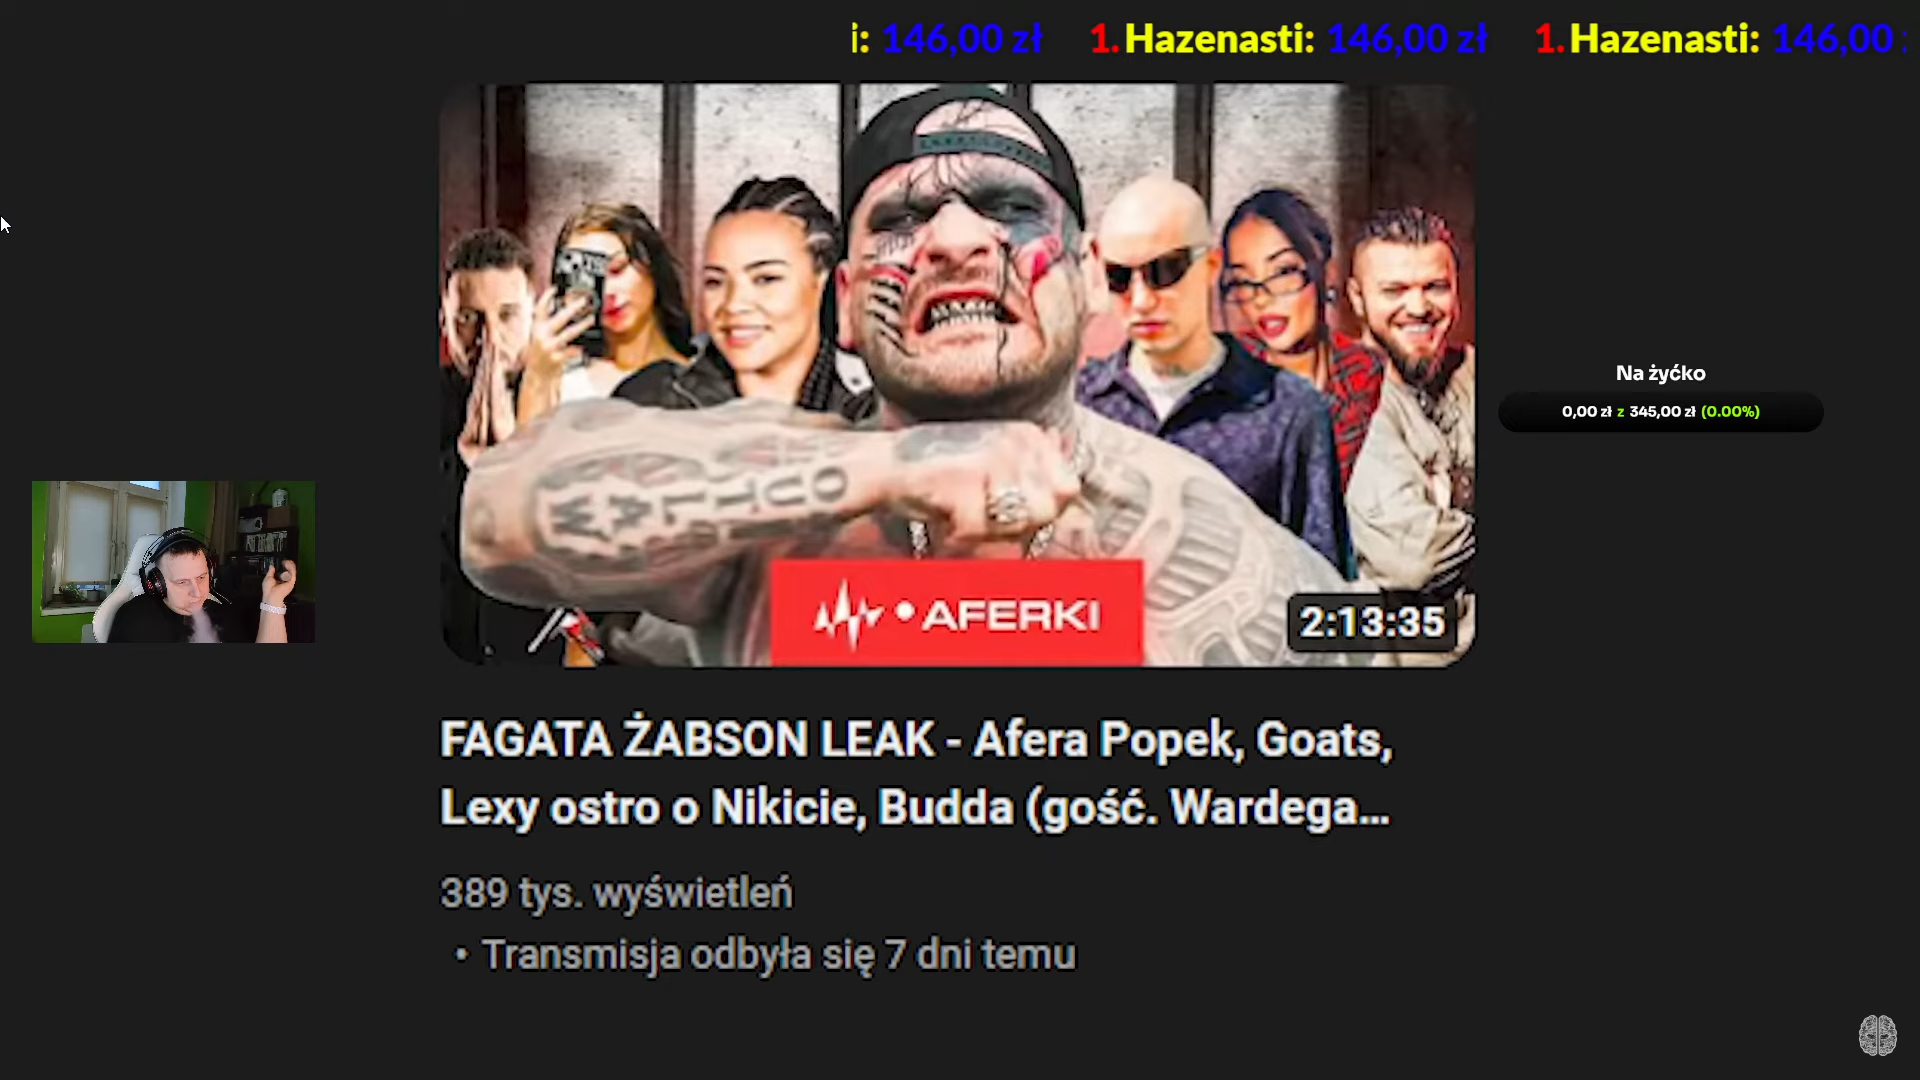 i: 146,00 zł 1. Hazenasti: 146,00 zł 1. Hazenasti: 146,00
OUTLAW
Na żyćko
0,00 zł z 345,00 zł (0.00%)
• AFERKI
2:13:35
FAGATA ŻABSON LEAK - Afera Popek, Goats,
Lexy ostro o Nikicie, Budda (gość. Wardega...
389 tys. wyświetleń
• Transmisja odbyła się 7 dni temu